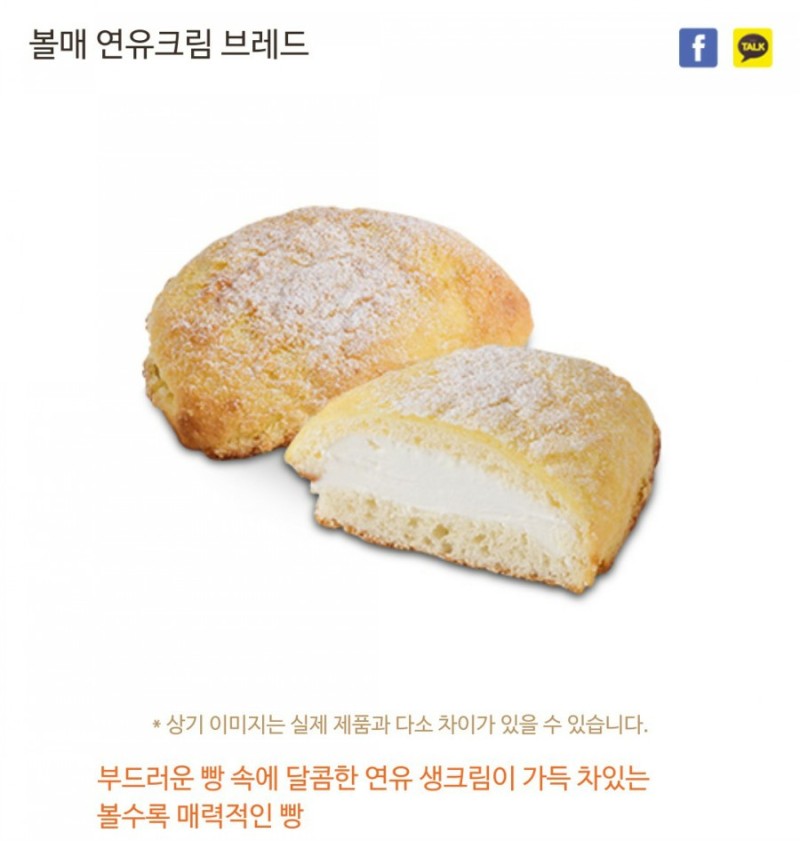 볼매 연유크림 브레드
f
TALK
* 상기 이미지는 실제 제품과 다소 차이가 있을 수 있습니다.
부드러운 빵 속에 달콤한 연유 생크림이 가득 차있는
볼수록 매력적인 빵